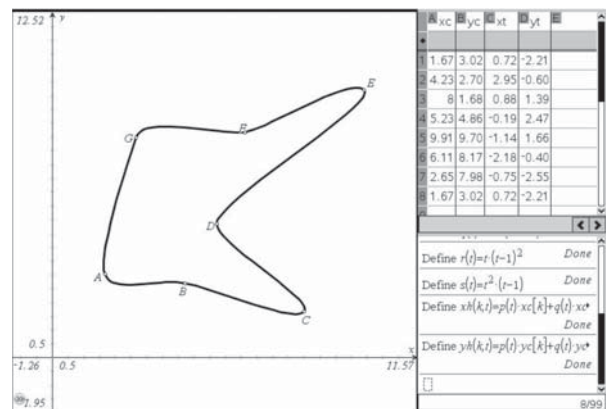 12.52
y
E
G
F
D
A
B
C
0.5
x
-1.26
0.5
11.57
1.95
A xc B yc C xt D yt E
1 1.67 3.02 0.72 -2.21
2 4.23 2.70 2.95 -0.60
3 8 1.68 0.88 1.39
4 5.23 4.86 -0.19 2.47
5 9.91 9.70 -1.14 1.66
6 6.11 8.17 -2.18 -0.40
7 2.65 7.98 -0.75 -2.55
8 1.67 3.02 0.72 -2.21
Define r(t)=t·(t-1)² Done
Define s(t)=t²·(t-1) Done
Define xh(k,t)=p(t)·xc[k]+q(t)·xc
Done
Define yh(k,t)=p(t)·yc[k]+q(t)·yc
Done
8/99